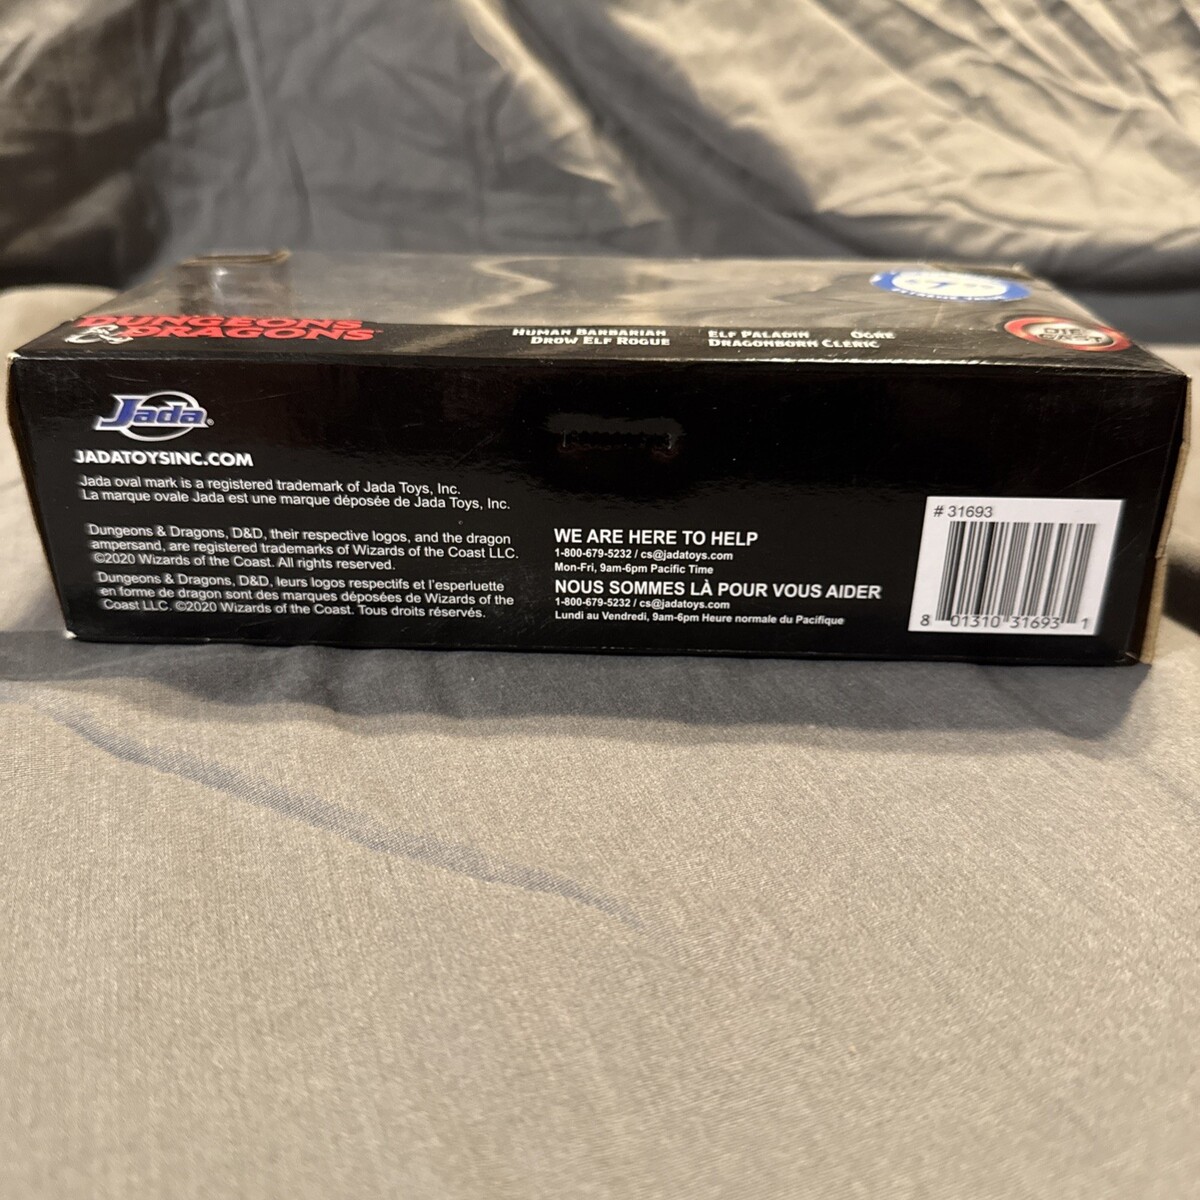 DUNGEONS
& DRAGONS™
HUMAN BARBARIAN
DROW ELF ROGUE
ELF PALADIN
OGRE
DRAGONBORN CLERIC
DIE
CAST
Jada®
JADATOYSINC.COM
Jada oval mark is a registered trademark of Jada Toys, Inc.
La marque ovale Jada est une marque déposée de Jada Toys, Inc.
Dungeons & Dragons, D&D, their respective logos, and the dragon
ampersand, are registered trademarks of Wizards of the Coast LLC.
©2020 Wizards of the Coast. All rights reserved.
Dungeons & Dragons, D&D, leurs logos respectifs et l'esperluette
en forme de dragon sont des marques déposées de Wizards of the
Coast LLC. ©2020 Wizards of the Coast. Tous droits réservés.
WE ARE HERE TO HELP
1-800-679-5232 / cs@jadatoys.com
Mon-Fri, 9am-6pm Pacific Time
NOUS SOMMES LÀ POUR VOUS AIDER
1-800-679-5232 / cs@jadatoys.com
Lundi au Vendredi, 9am-6pm Heure normale du Pacifique
# 31693
8 01310 31693 1